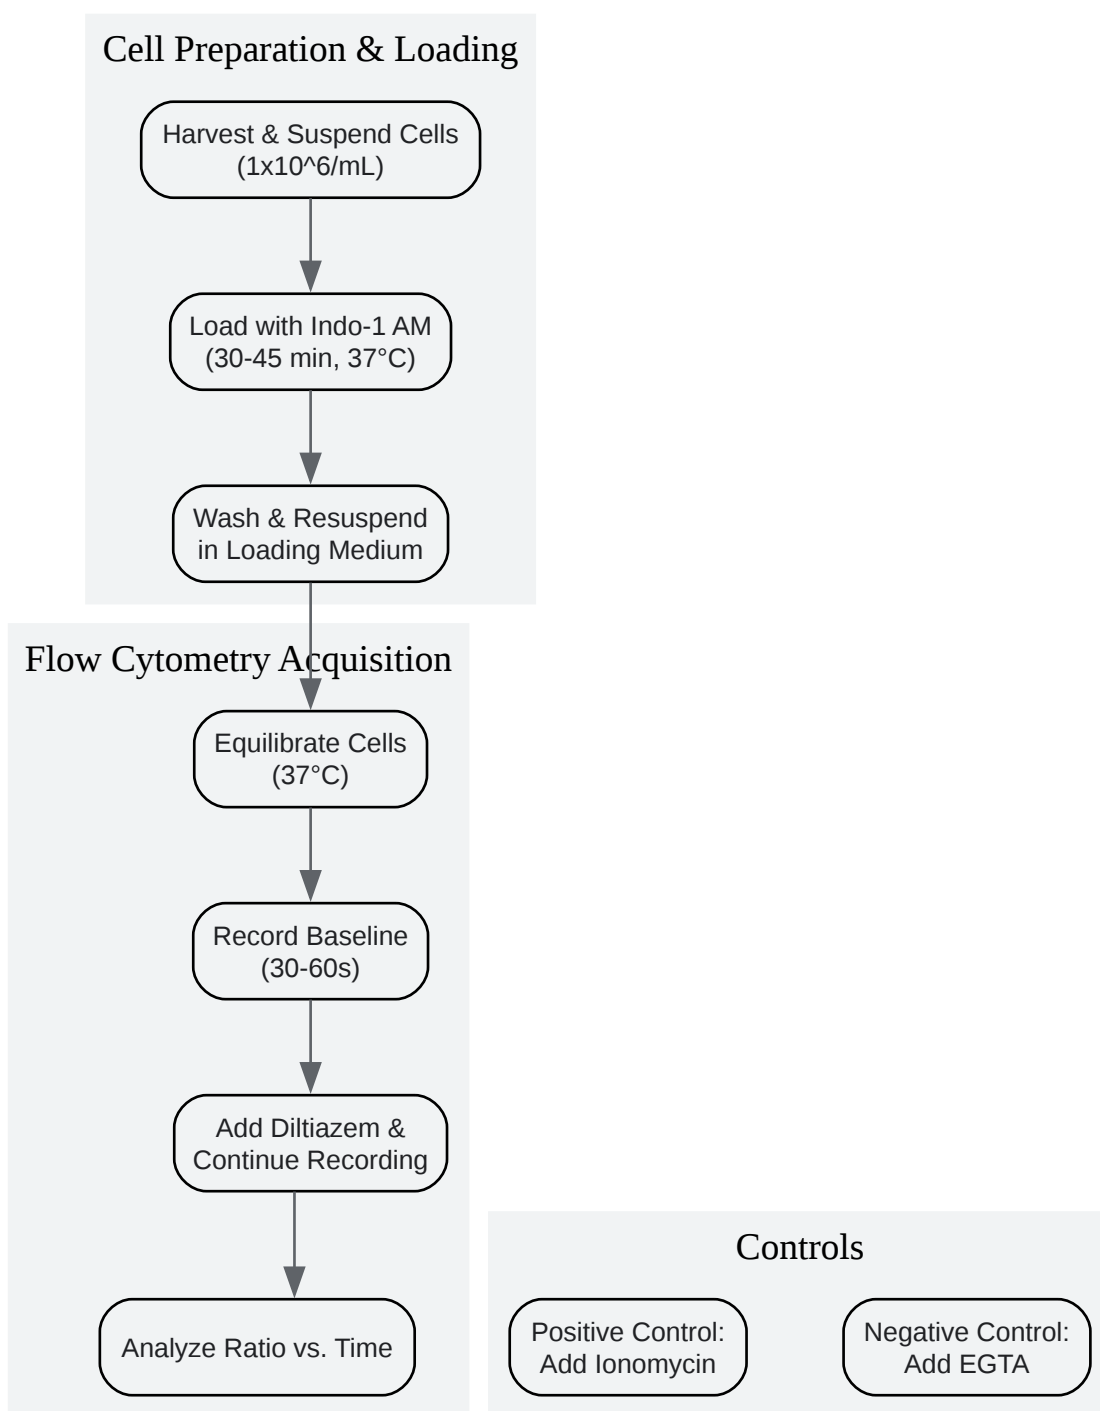 Cell Preparation & Loading
Harvest & Suspend Cells
(1x10^6/mL)
Load with Indo-1 AM
(30-45 min, 37°C)
Wash & Resuspend
in Loading Medium
Flow Cytometry Acquisition
Equilibrate Cells
(37°C)
Record Baseline
(30-60s)
Add Diltiazem &
Continue Recording
Analyze Ratio vs. Time
Controls
Positive Control:
Add Ionomycin
Negative Control:
Add EGTA